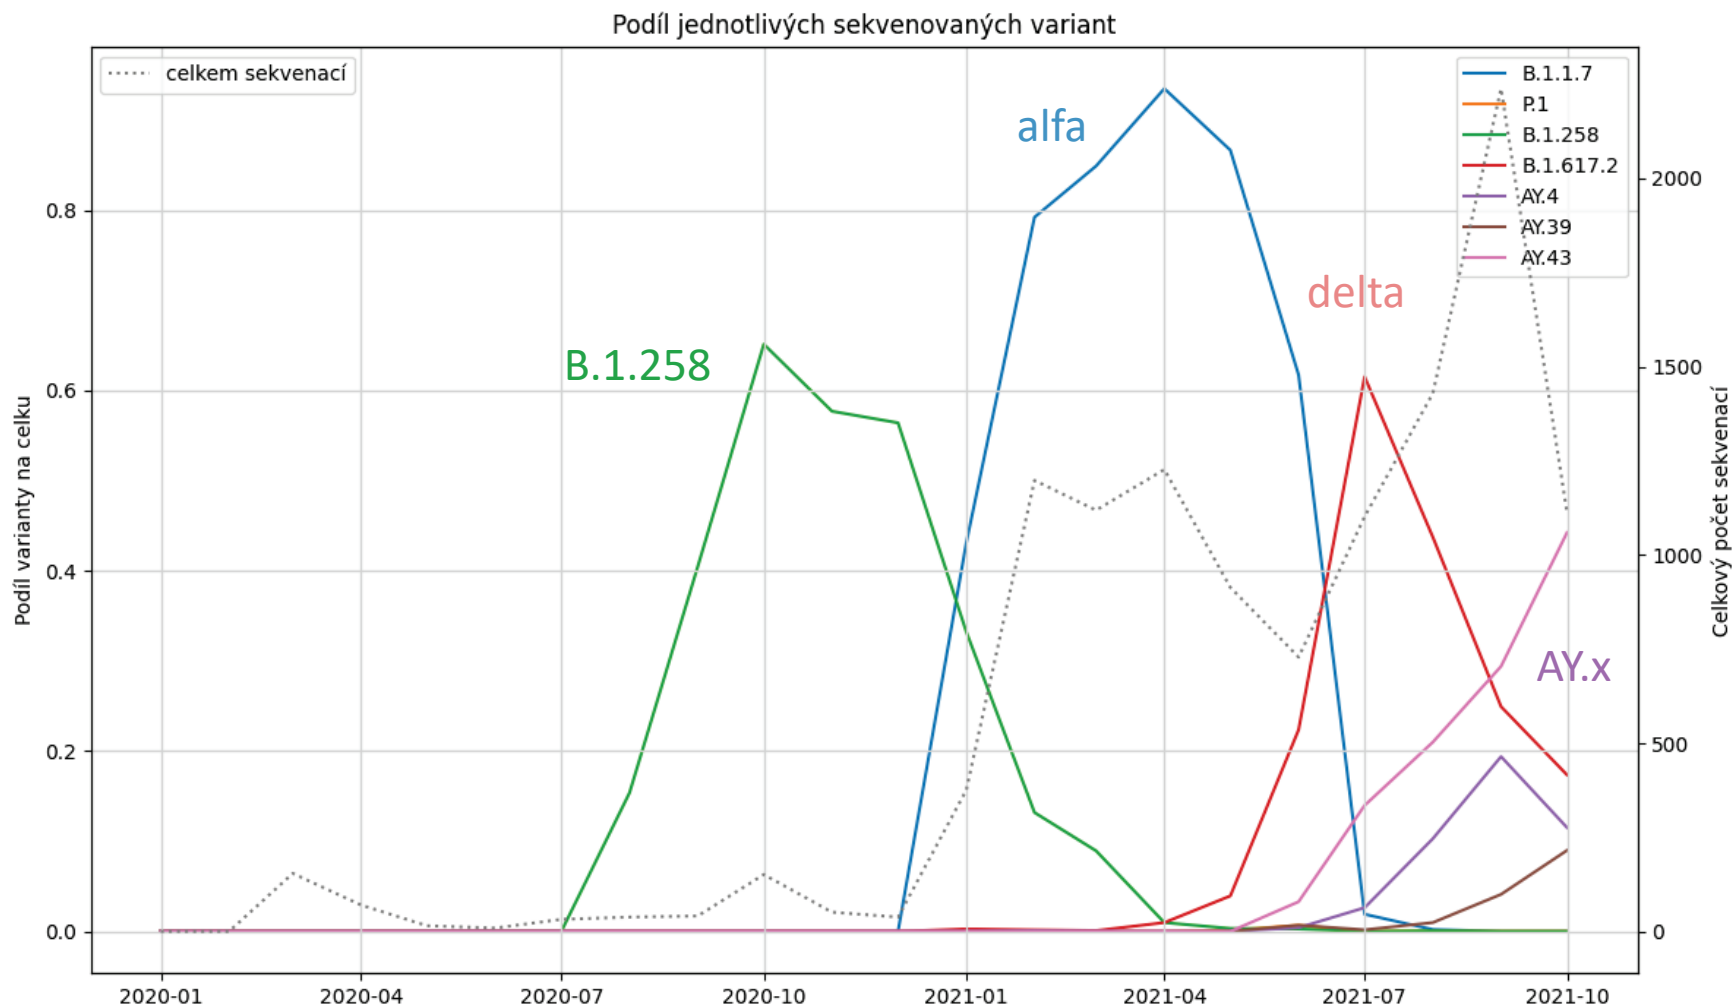 Podíl jednotlivých sekvenovaných variant
celkem sekvenací
B.1.1.7
P.1
B.1.258
B.1.617.2
AY.4
AY.39
AY.43
alfa
delta
B.1.258
AY.x
Podíl varianty na celku
0.8
0.6
0.4
0.2
0.0
Celkový počet sekvenací
2000
1500
1000
500
0
2020-01
2020-04
2020-07
2020-10
2021-01
2021-04
2021-07
2021-10